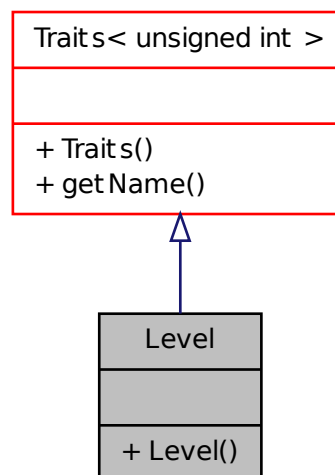 Traits< unsigned int >
+ Traits()
+ getName()
Level
+ Level()